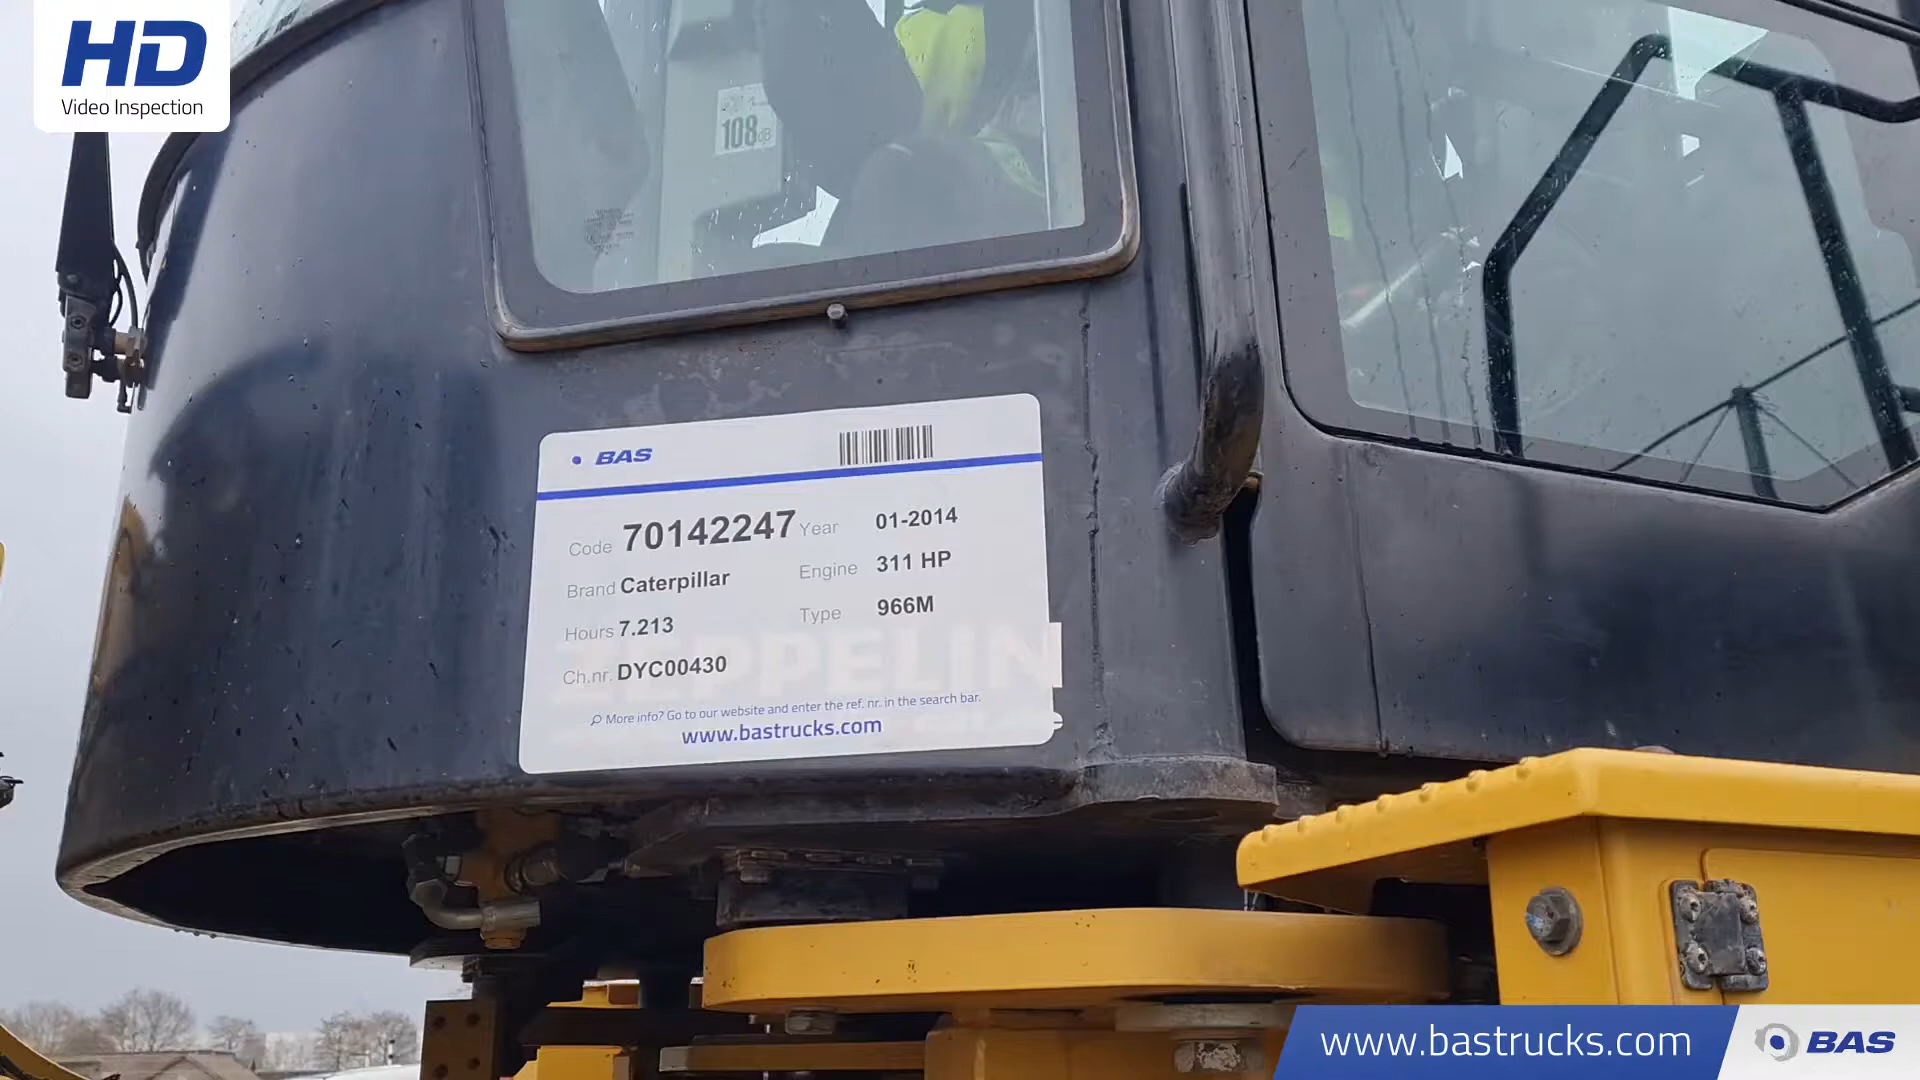 HD
Video Inspection
108 dB
BAS
Code 70142247 Year 01-2014
Brand Caterpillar Engine 311 HP
Hours 7.213 Type 966M
Ch.nr. DYC00430
ZEPPELIN
More info? Go to our website and enter the ref. nr. in the search bar.
www.bastrucks.com
www.bastrucks.com
BAS